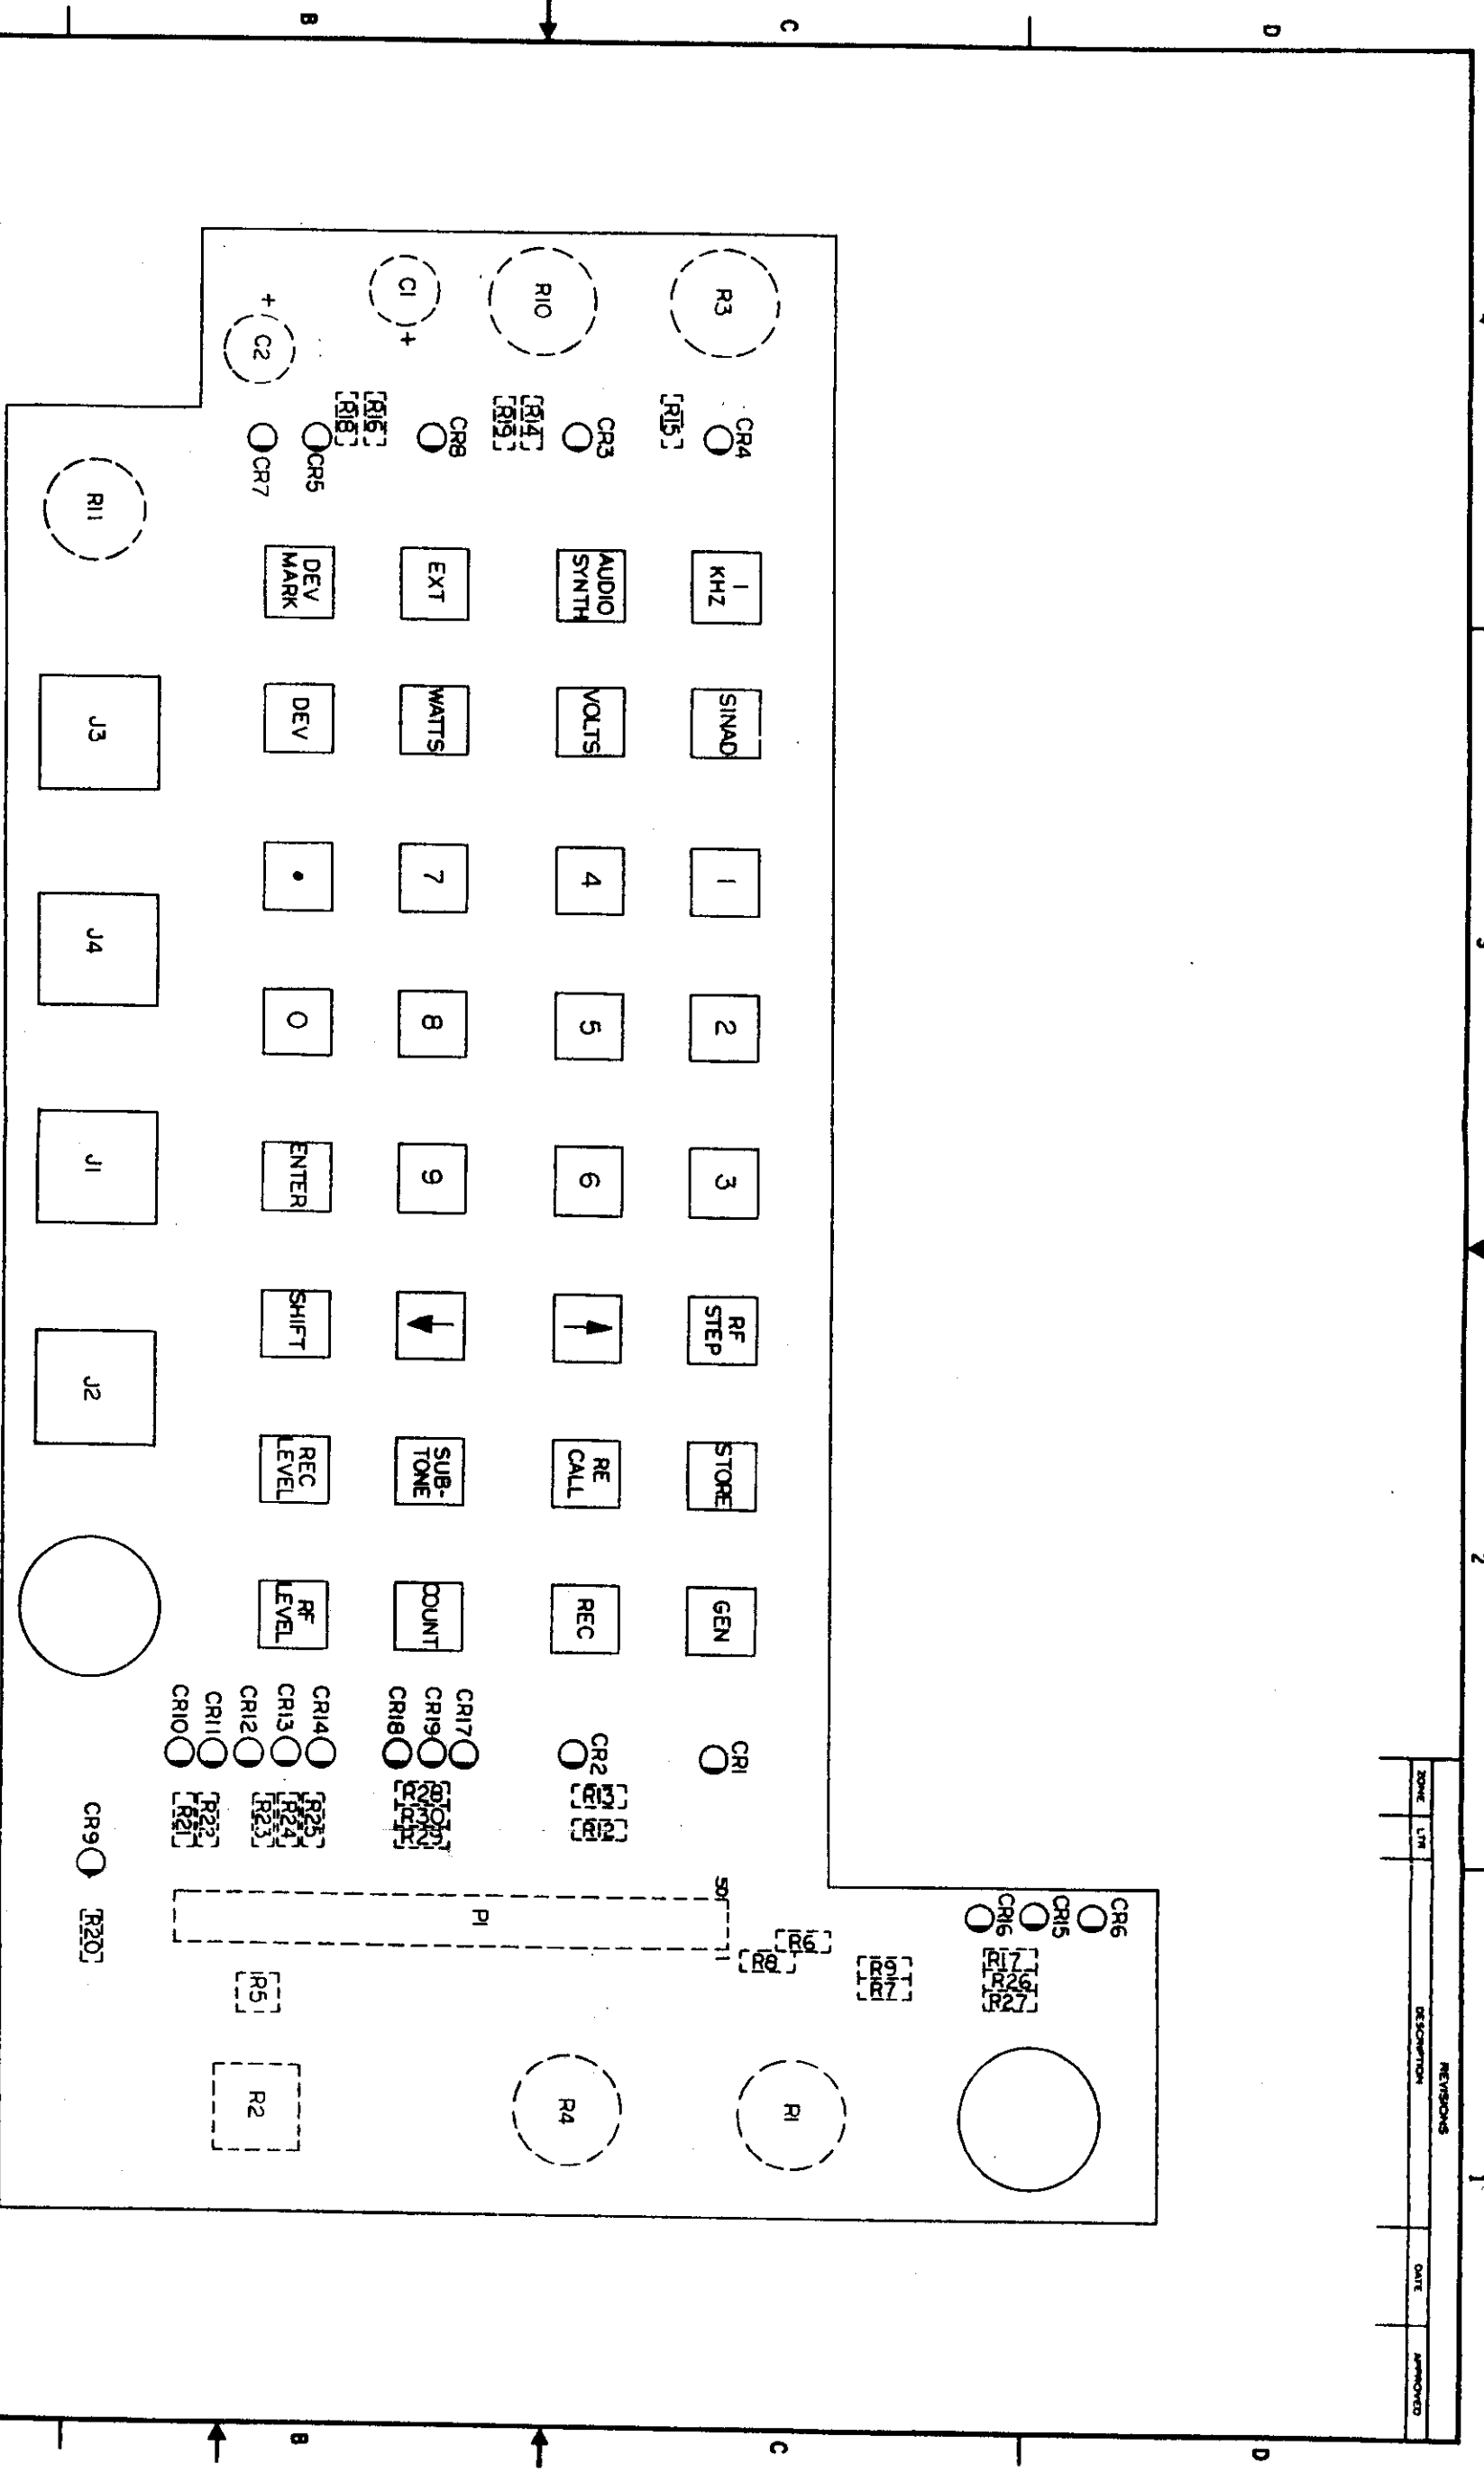 REVISIONS
ZONE LTR DESCRIPTION DATE APPROVED
2
1
D
D
C
C
B
B
CR6
CR15
CR16
R17
R26
R27
R9
R7
R6
R8
R1
R3
CR4
R15
1
KHZ
SINAD
1
2
3
RF
STEP
STORE
GEN
CR1
50
1
P1
R10
CR3
R14
R19
AUDIO
SYNTH
VOLTS
4
5
6
RE
CALL
REC
CR2
R13
R12
R4
C1
+
CR8
EXT
WATTS
7
8
9
SUB-
TONE
COUNT
CR17
CR19
CR18
R28
R30
R29
C2
+
R16
R18
CR5
CR7
DEV
MARK
DEV
•
0
ENTER
SHIFT
REC
LEVEL
RF
LEVEL
CR14
CR13
CR12
CR11
CR10
R25
R24
R23
R22
R21
R5
R2
R11
J3
J4
J1
J2
CR9
R20